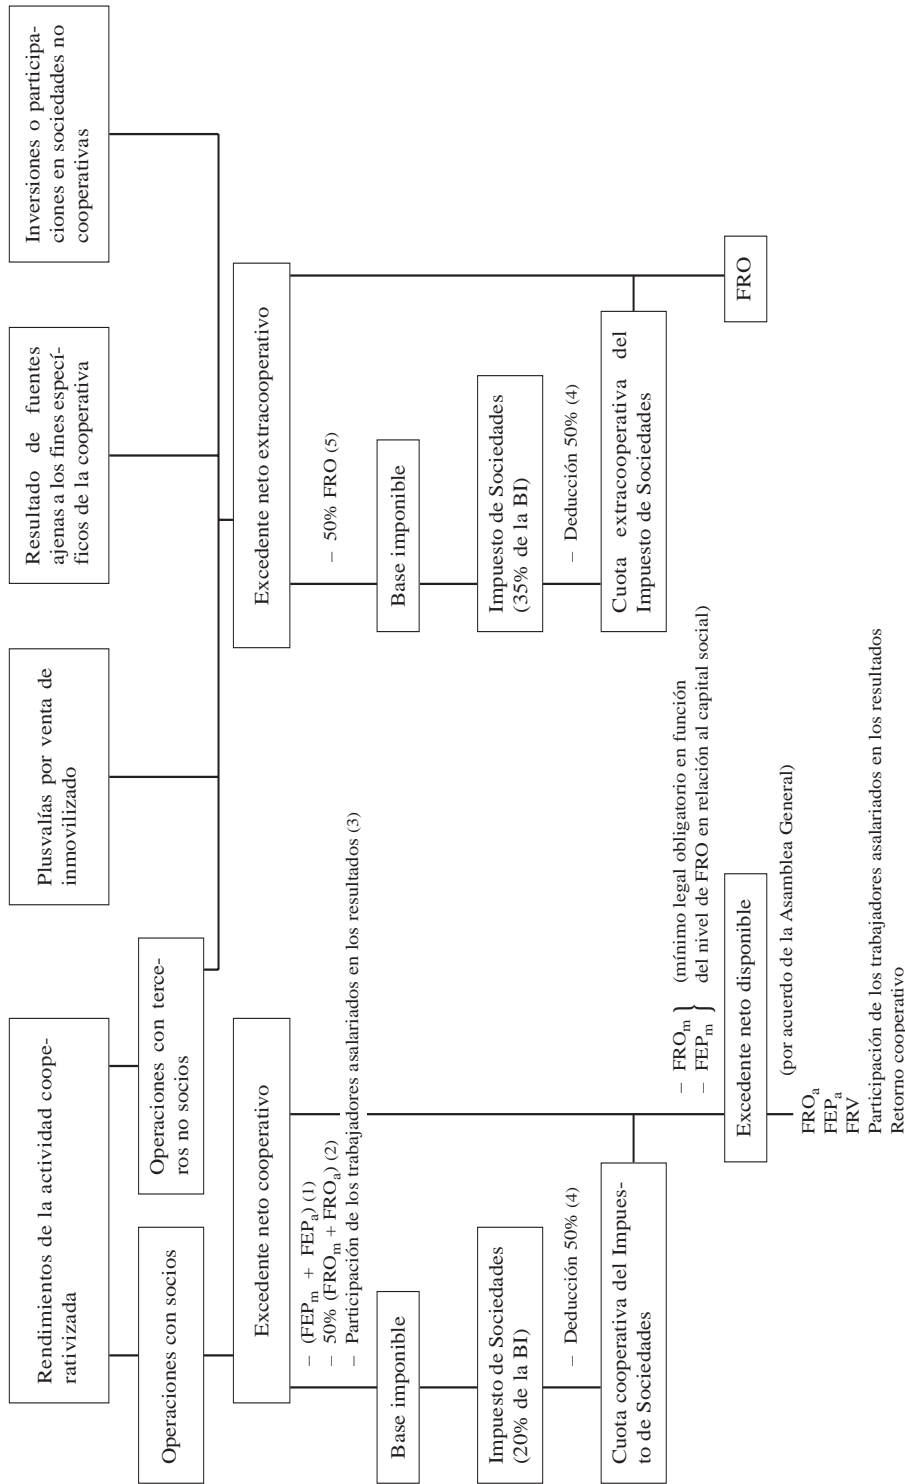 Rendimientos de la actividad coope-
rativizada
Plusvalías por venta de
inmovilizado
Resultado de fuentes
ajenas a los fines especí-
ficos de la cooperativa
Inversiones o participa-
ciones en sociedades no
cooperativas
Operaciones con socios
Operaciones con terce-
ros no socios
Excedente neto cooperativo
Excedente neto extracooperativo
– (FEPm + FEPa) (1)
– 50% (FROm + FROa) (2)
– Participación de los trabajadores asalariados en los resultados (3)
– 50% FRO (5)
Base imponible
Base imponible
Impuesto de Sociedades
(20% de la BI)
Impuesto de Sociedades
(35% de la BI)
– Deducción 50% (4)
– Deducción 50% (4)
Cuota cooperativa del Impues-
to de Sociedades
Cuota extracooperativa del
Impuesto de Sociedades
– FROm
– FEPm
(mínimo legal obligatorio en función
del nivel de FRO en relación al capital social)
Excedente neto disponible
FRO
(por acuerdo de la Asamblea General)
FROa
FEPa
FRV
Participación de los trabajadores asalariados en los resultados
Retorno cooperativo